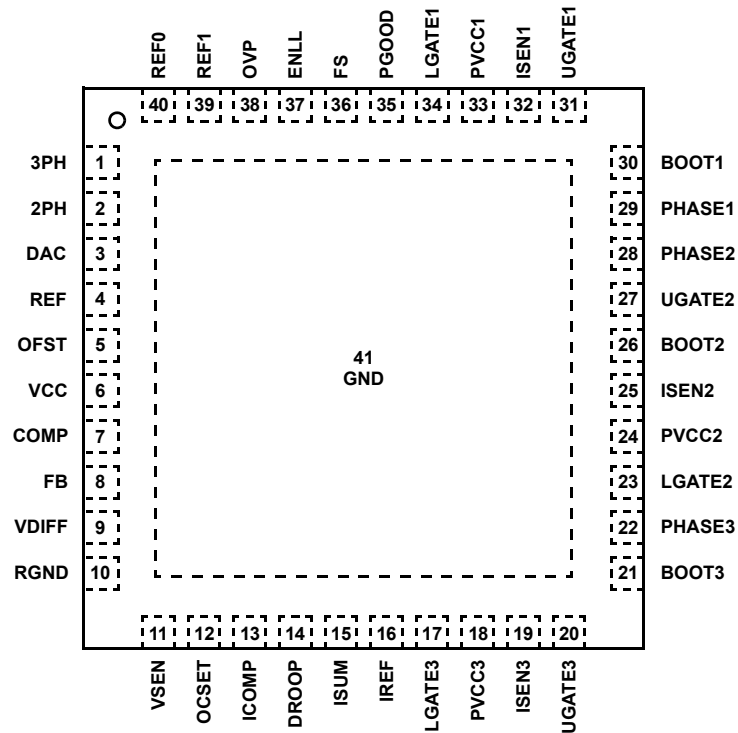 REF0
REF1
OVP
ENLL
FS
PGOOD
LGATE1
PVCC1
ISEN1
UGATE1
40 39 38 37 36 35 34 33 32 31
3PH 1
2PH 2
DAC 3
REF 4
OFST 5
VCC 6
COMP 7
FB 8
VDIFF 9
RGND 10
41
GND
30 BOOT1
29 PHASE1
28 PHASE2
27 UGATE2
26 BOOT2
25 ISEN2
24 PVCC2
23 LGATE2
22 PHASE3
21 BOOT3
11 12 13 14 15 16 17 18 19 20
VSEN
OCSET
ICOMP
DROOP
ISUM
IREF
LGATE3
PVCC3
ISEN3
UGATE3